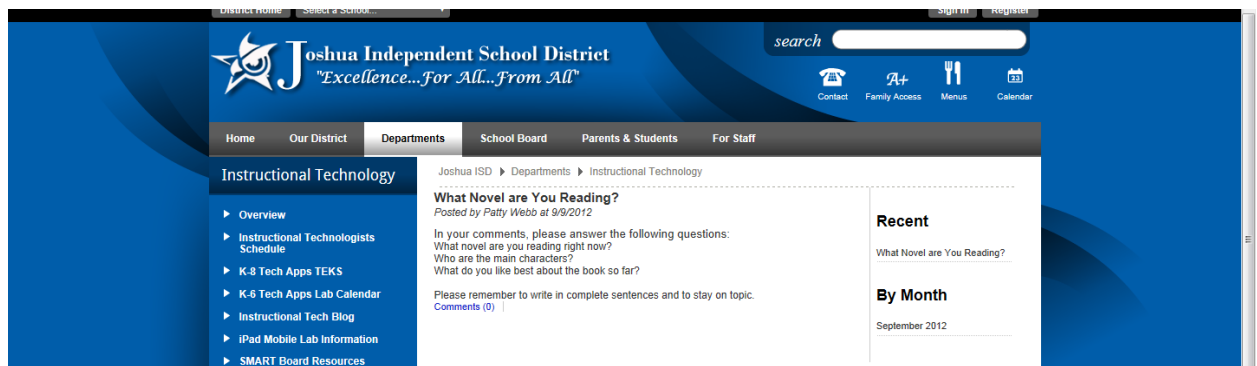 District Home Select a School... Sign In Register
search
Joshua Independent School District
"Excellence...For All...From All"
23
Contact Family Access Menus Calendar
A+
Home Our District Departments School Board Parents & Students For Staff
Instructional Technology
Overview
Instructional Technologists
Schedule
K-8 Tech Apps TEKS
K-6 Tech Apps Lab Calendar
Instructional Tech Blog
iPad Mobile Lab Information
SMART Board Resources
Joshua ISD Departments Instructional Technology
What Novel are You Reading?
Posted by Patty Webb at 9/9/2012
In your comments, please answer the following questions:
What novel are you reading right now?
Who are the main characters?
What do you like best about the book so far?
Please remember to write in complete sentences and to stay on topic.
Comments (0)
Recent
What Novel are You Reading?
By Month
September 2012